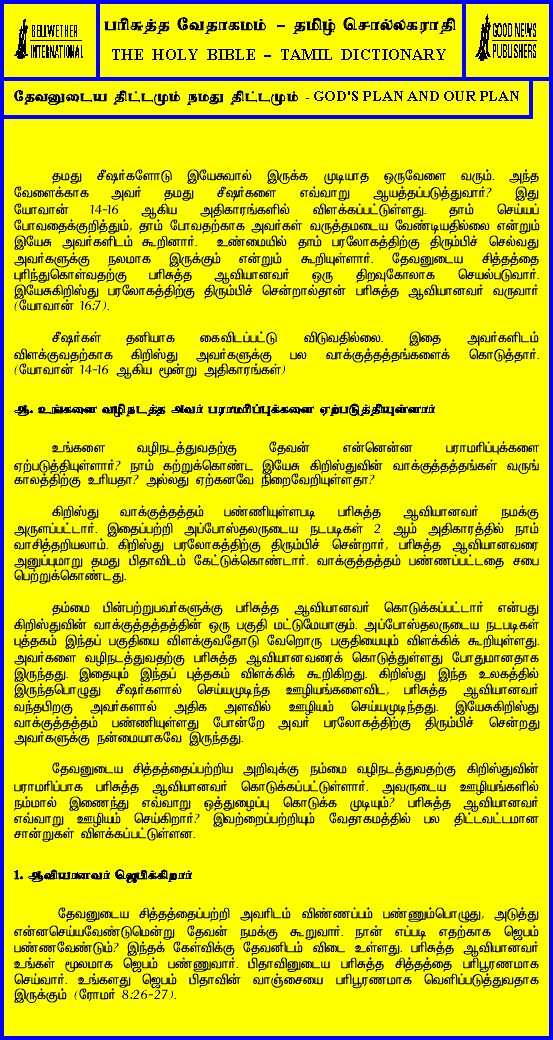 BELLWETHER
INTERNATIONAL
பரிசுத்த வேதாகமம் – தமிழ் சொல்லகராதி
THE HOLY BIBLE – TAMIL DICTIONARY
GOOD NEWS
PUBLISHERS
தேவனுடைய திட்டமும் நமது திட்டமும் - GOD'S PLAN AND OUR PLAN
தமது சீஷர்களோடு இயேசுவால் இருக்க முடியாத ஒருவேளை வரும். அந்த
வேளைக்காக அவர் தமது சீஷர்களை எவ்வாறு ஆயத்தப்படுத்துவார்? இது
யோவான் 14-16 ஆகிய அதிகாரங்களில் விளக்கப்பட்டுள்ளது. தாம் செய்யப்
போவதைக்குறித்தும், தாம் போவதற்காக அவர்கள் வருத்தமடைய வேண்டியதில்லை என்றும்
இயேசு அவர்களிடம் கூறினார். உண்மையில் தாம் பரலோகத்திற்கு திரும்பிச் செல்வது
அவர்களுக்கு நலமாக இருக்கும் என்றும் கூறியுள்ளார். தேவனுடைய சித்தத்தை
புரிந்துகொள்வதற்கு பரிசுத்த ஆவியானவர் ஒரு திறவுகோலாக செயல்படுவார்.
இயேசுகிறிஸ்து பரலோகத்திற்கு திரும்பிச் சென்றால்தான் பரிசுத்த ஆவியானவர் வருவார்
(யோவான் 16:7).
சீஷர்கள் தனியாக கைவிடப்பட்டு விடுவதில்லை. இதை அவர்களிடம்
விளக்குவதற்காக கிறிஸ்து அவர்களுக்கு பல வாக்குத்தத்தங்களைக் கொடுத்தார்.
(யோவான் 14-16 ஆகிய மூன்று அதிகாரங்கள்)
ஆ. உங்களை வழிநடத்த அவர் பராமரிப்புக்களை ஏற்படுத்தியுள்ளார்
உங்களை வழிநடத்துவதற்கு தேவன் என்னென்ன பராமரிப்புக்களை
ஏற்படுத்தியுள்ளார்? நாம் கற்றுக்கொண்ட இயேசு கிறிஸ்துவின் வாக்குத்தத்தங்கள் வருங்
காலத்திற்கு உரியதா? அல்லது ஏற்கனவே நிறைவேறியுள்ளதா?
கிறிஸ்து வாக்குத்தத்தம் பண்ணியுள்ளபடி பரிசுத்த ஆவியானவர் நமக்கு
அருளப்பட்டார். இதைப்பற்றி அப்போஸ்தலருடைய நடபடிகள் 2 ஆம் அதிகாரத்தில் நாம்
வாசித்தறியலாம். கிறிஸ்து பரலோகத்திற்கு திரும்பிச் சென்றார், பரிசுத்த ஆவியானவரை
அனுப்புமாறு தமது பிதாவிடம் கேட்டுக்கொண்டார். வாக்குத்தத்தம் பண்ணப்பட்டதை சபை
பெற்றுக்கொண்டது.
தம்மை பின்பற்றுபவர்களுக்கு பரிசுத்த ஆவியானவர் கொடுக்கப்பட்டார் என்பது
கிறிஸ்துவின் வாக்குத்தத்தத்தின் ஒரு பகுதி மட்டுமேயாகும். அப்போஸ்தலருடைய நடபடிகள்
புத்தகம் இந்தப் பகுதியை விளக்குவதோடு வேறொரு பகுதியையும் விளக்கிக் கூறியுள்ளது.
அவர்களை வழிநடத்துவதற்கு பரிசுத்த ஆவியானவரைக் கொடுத்துள்ளது போதுமானதாக
இருந்தது. இதையும் இந்தப் புத்தகம் விளக்கிக் கூறிகிறது. கிறிஸ்து இந்த உலகத்தில்
இருந்தபொழுது சீஷர்களால் செய்யமுடிந்த ஊழியங்களைவிட, பரிசுத்த ஆவியானவர்
வந்தபிறகு அவர்களால் அதிக அளவில் ஊழியம் செய்யமுடிந்தது. இயேசுகிறிஸ்து
வாக்குத்தத்தம் பண்ணியுள்ளது போன்றே அவர் பரலோகத்திற்கு திரும்பிச் சென்றது
அவர்களுக்கு நன்மையாகவே இருந்தது.
தேவனுடைய சித்தத்தைப்பற்றிய அறிவுக்கு நம்மை வழிநடத்துவதற்கு கிறிஸ்துவின்
பராமரிப்பாக பரிசுத்த ஆவியானவர் கொடுக்கப்பட்டுள்ளார். அவருடைய ஊழியங்களில்
நம்மால் இணைந்து எவ்வாறு ஒத்துழைப்பு கொடுக்க முடியும்? பரிசுத்த ஆவியானவர்
எவ்வாறு ஊழியம் செய்கிறார்? இவற்றைப்பற்றியும் வேதாகமத்தில் பல திட்டவட்டமான
சான்றுகள் விளக்கப்பட்டுள்ளன.
1. ஆவியானவர் ஜெபிக்கிறார்
தேவனுடைய சித்தத்தைப்பற்றி அவரிடம் விண்ணப்பம் பண்ணும்பொழுது, அடுத்து
என்னசெய்யவேண்டுமென்று தேவன் நமக்கு கூறுவார். நான் எப்படி எதற்காக ஜெபம்
பண்ணவேண்டும்? இந்தக் கேள்விக்கு தேவனிடம் விடை உள்ளது. பரிசுத்த ஆவியானவர்
உங்கள் மூலமாக ஜெபம் பண்ணுவார். பிதாவினுடைய பரிசுத்த சித்தத்தை பரிபூரணமாக
செய்வார். உங்களது ஜெபம் பிதாவின் வாஞ்சையை பரிபூரணமாக வெளிப்படுத்துவதாக
இருக்கும் (ரோமர் 8:26-27).